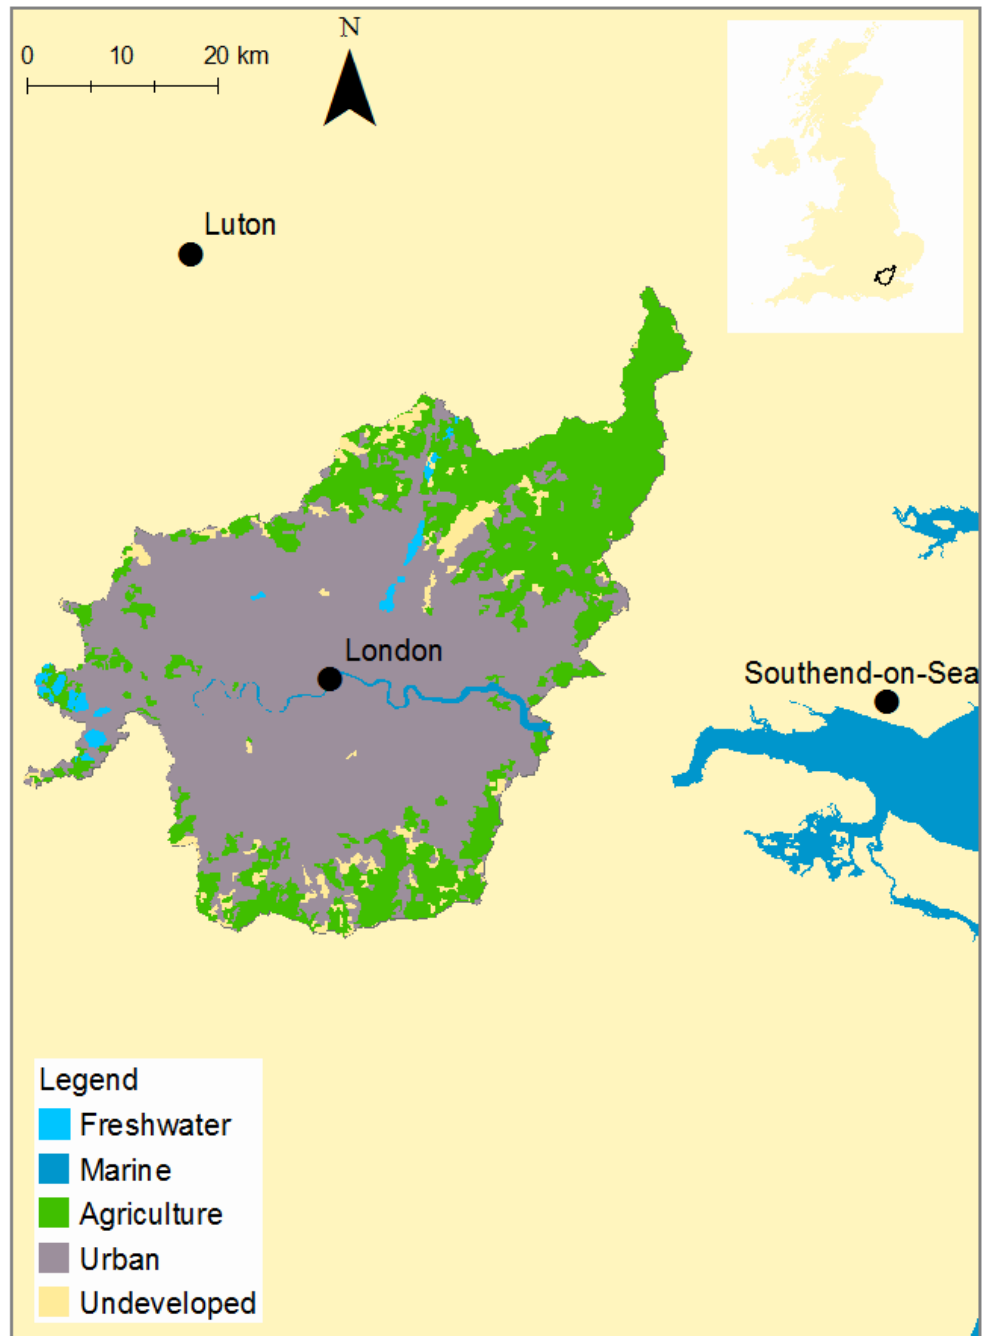 N
0 10 20 km
Luton
London
Southend-on-Sea
Legend
Freshwater
Marine
Agriculture
Urban
Undeveloped